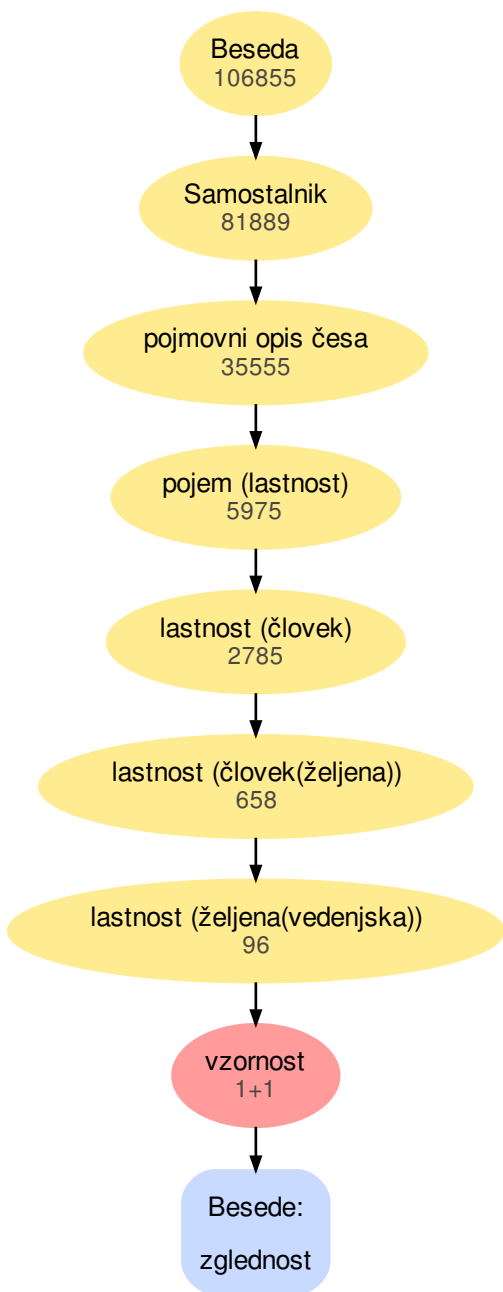 Beseda
106855
Samostalnik
81889
pojmovni opis česa
35555
pojem (lastnost)
5975
lastnost (človek)
2785
lastnost (človek(željena))
658
lastnost (željena(vedenjska))
96
vzornost
1+1
Besede:
zglednost